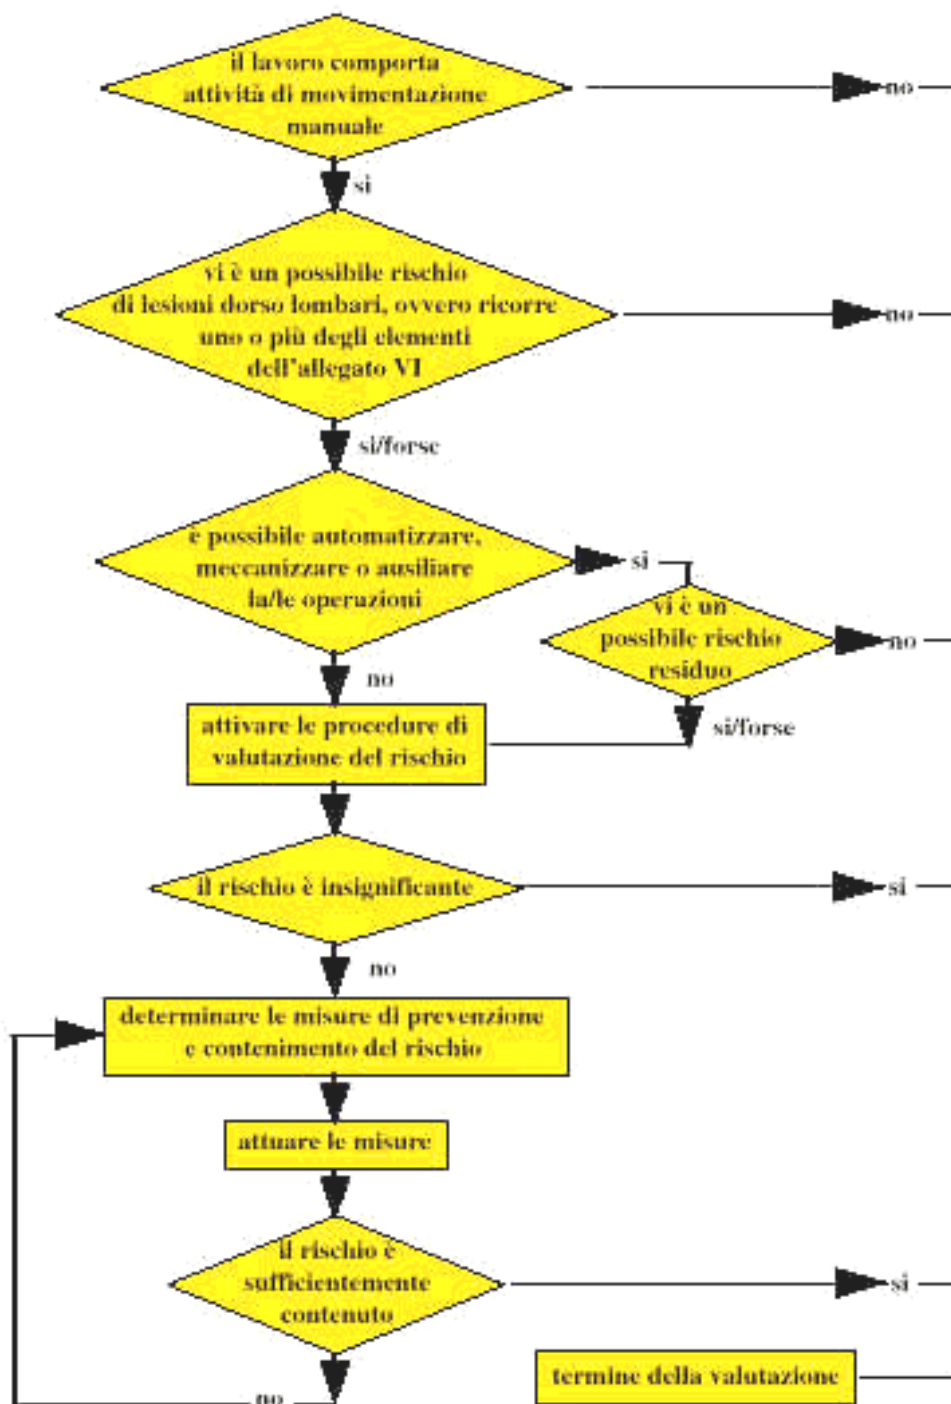 il lavoro comporta
attività di movimentazione
manuale
no
si
vi è un possibile rischio
di lesioni dorso lombari, ovvero ricorre
uno o più degli elementi
dell'allegato VI
no
si/forse
è possibile automatizzare,
meccanizzare o ausiliare
la/le operazioni
si
vi è un
possibile rischio
residuo
no
no
si/forse
attivare le procedure di
valutazione del rischio
il rischio è insignificante
si
no
determinare le misure di prevenzione
e contenimento del rischio
attuare le misure
il rischio è
sufficientemente
contenuto
si
termine della valutazione
no